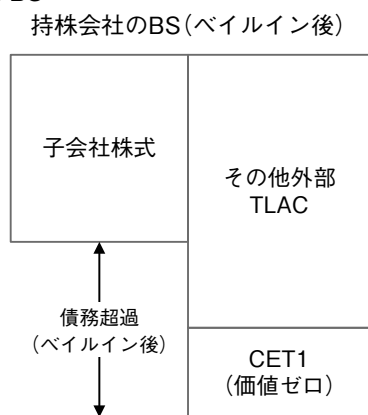 持株会社のBS（ベイルイン後）
子会社株式
その他外部
TLAC
債務超過
（ベイルイン後）
CET1
（価値ゼロ）